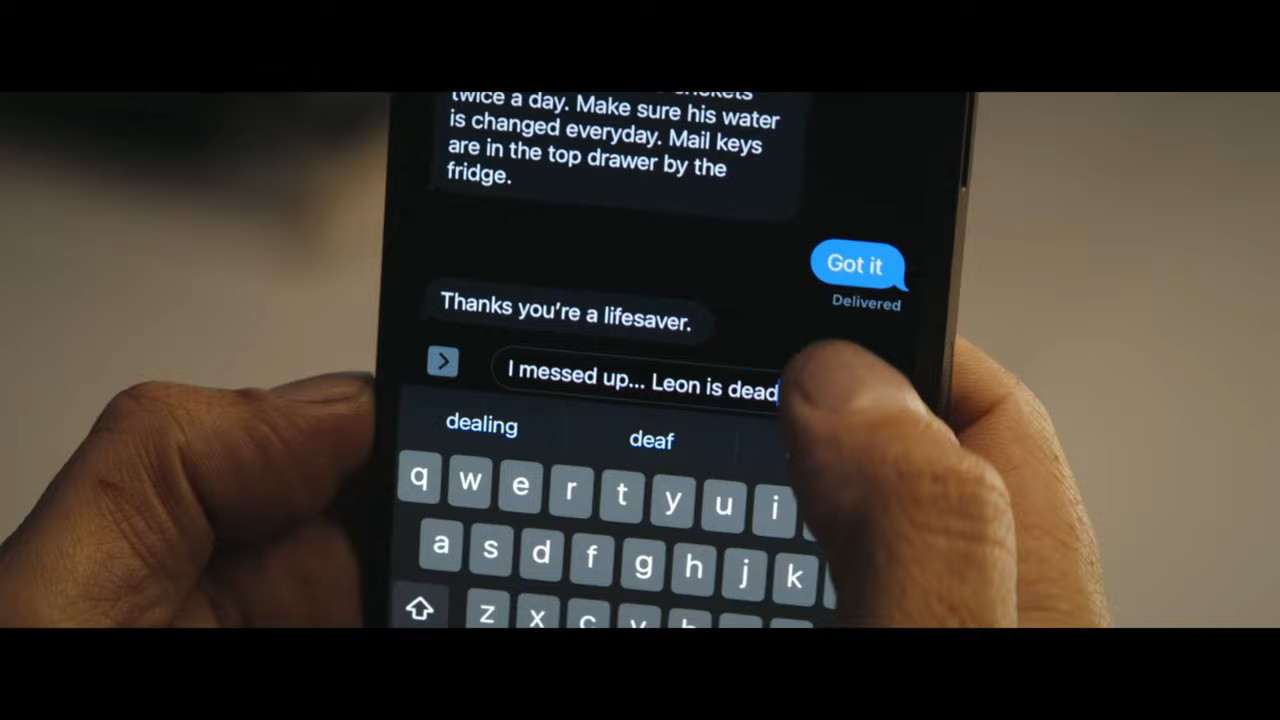 twice a day. Make sure his water
is changed everyday. Mail keys
are in the top drawer by the
fridge.
Got it
Delivered
Thanks you're a lifesaver.
> I messed up... Leon is dead
dealing deaf
q w e r t y u i
a s d f g h j k
z x c v b